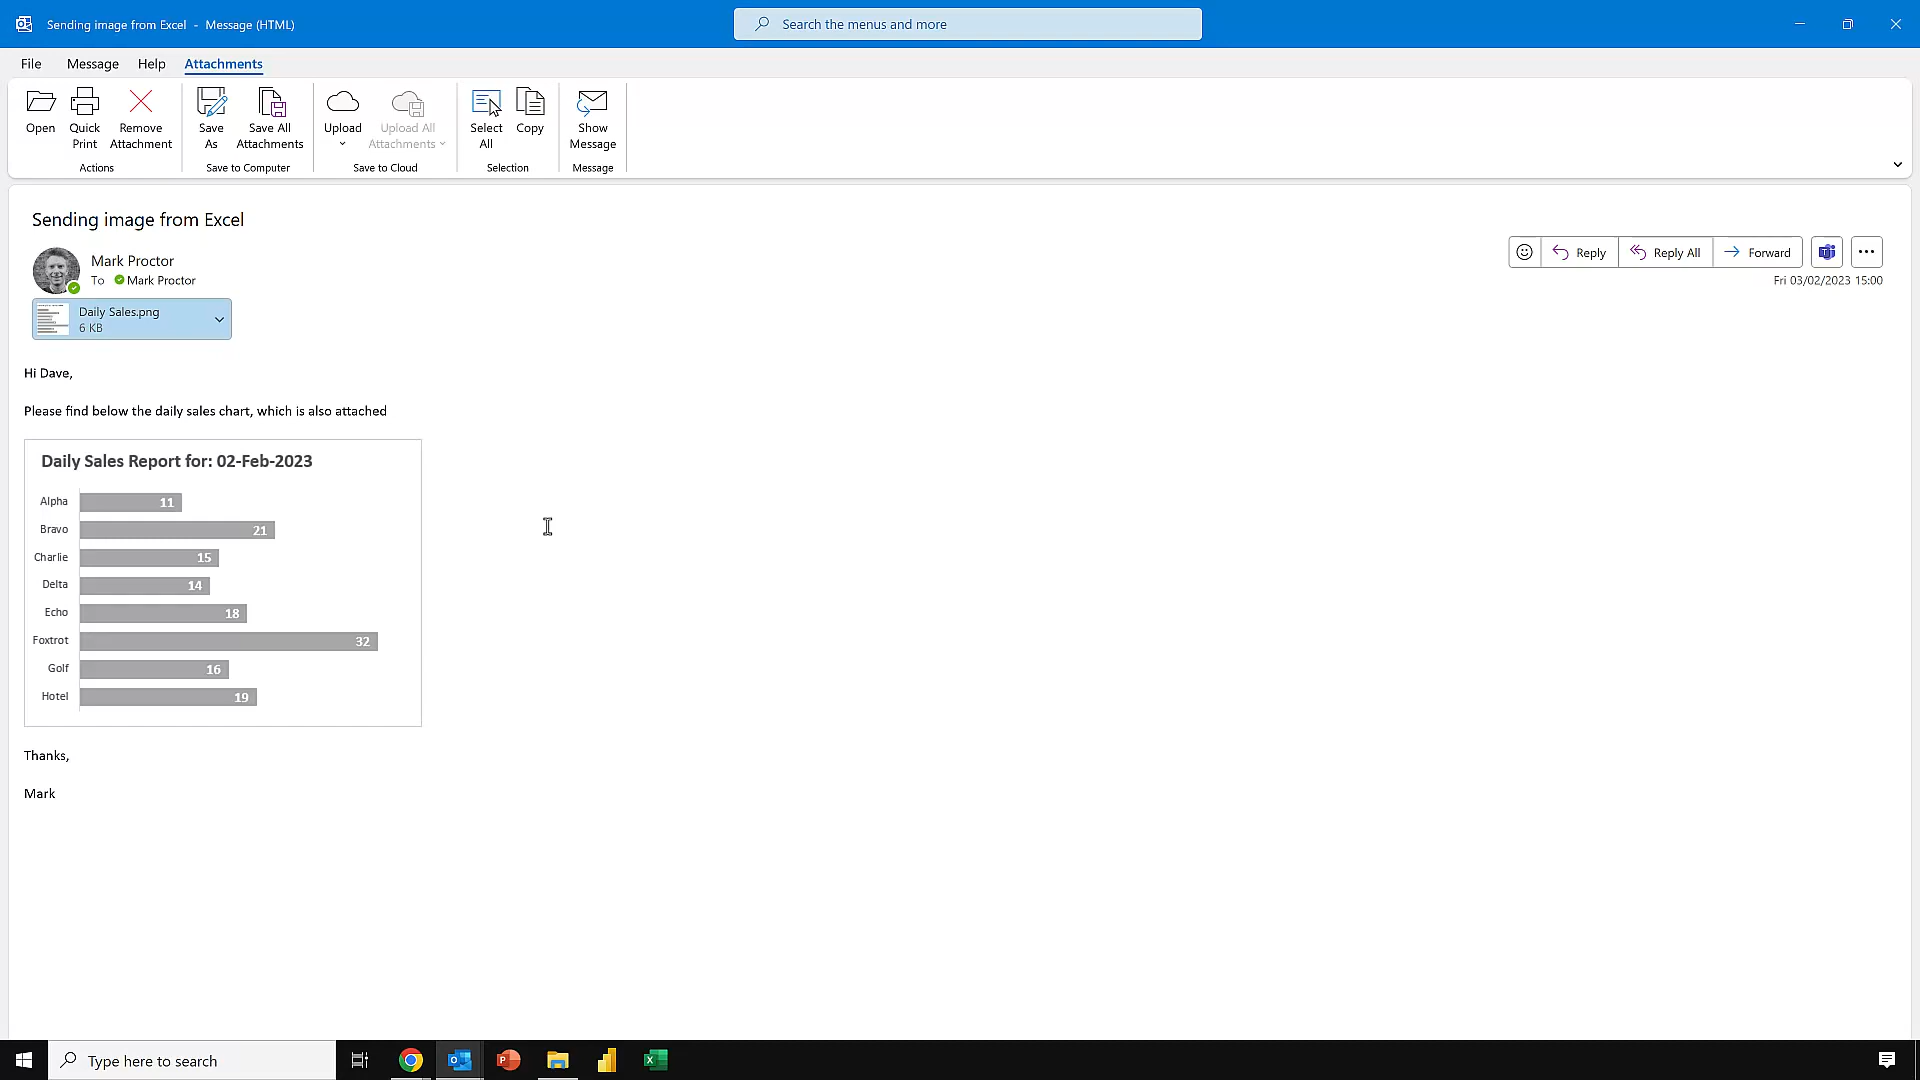 Sending image from Excel - Message (HTML)
Search the menus and more
File Message Help Attachments
Open Quick Print Remove Attachment Save As Save All Attachments Upload Upload All Attachments Select All Copy Show Message
Actions Save to Computer Save to Cloud Selection Message
Sending image from Excel
Mark Proctor
To Mark Proctor
Reply Reply All Forward
Fri 03/02/2023 15:00
Daily Sales.png
6 KB
Hi Dave,
Please find below the daily sales chart, which is also attached
Daily Sales Report for: 02-Feb-2023
Alpha 11
Bravo 21
Charlie 15
Delta 14
Echo 18
Foxtrot 32
Golf 16
Hotel 19
Thanks,
Mark
Type here to search